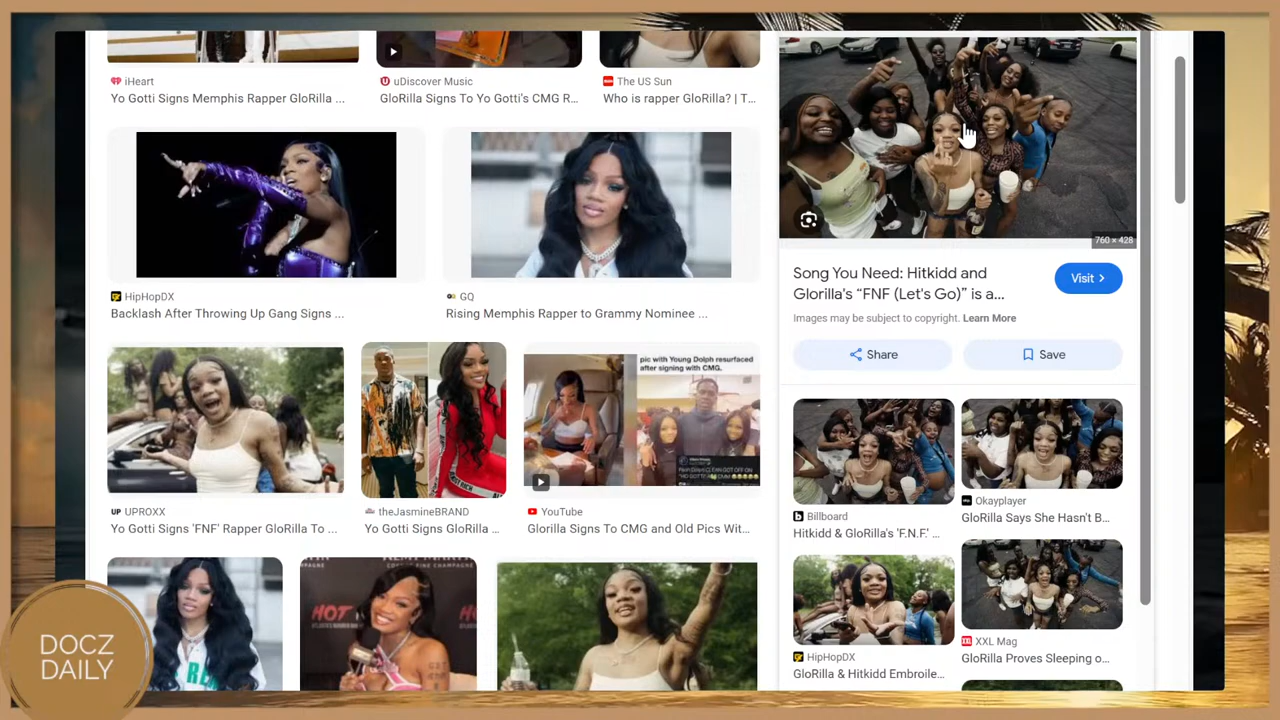 iHeart
Yo Gotti Signs Memphis Rapper GloRilla ...
uDiscover Music
GloRilla Signs To Yo Gotti's CMG R...
The US Sun
Who is rapper GloRilla? | T...
HipHopDX
Backlash After Throwing Up Gang Signs ...
GQ
Rising Memphis Rapper to Grammy Nominee ...
pic with Young Dolph resurfaced
after signing with CMG.
UP UPROXX
Yo Gotti Signs 'FNF' Rapper GloRilla To ...
theJasmineBRAND
Yo Gotti Signs GloRilla ...
YouTube
Glorilla Signs To CMG and Old Pics Wit...
HOT
760 × 428
Song You Need: Hitkidd and
Glorilla's “FNF (Let's Go)” is a...
Visit
Images may be subject to copyright. Learn More
Share
Save
Billboard
Hitkidd & GloRilla's 'F.N.F.' ...
Okayplayer
GloRilla Says She Hasn't B...
HipHopDX
GloRilla & Hitkidd Embroile...
XXL Mag
GloRilla Proves Sleeping o...
DOCZ
DAILY